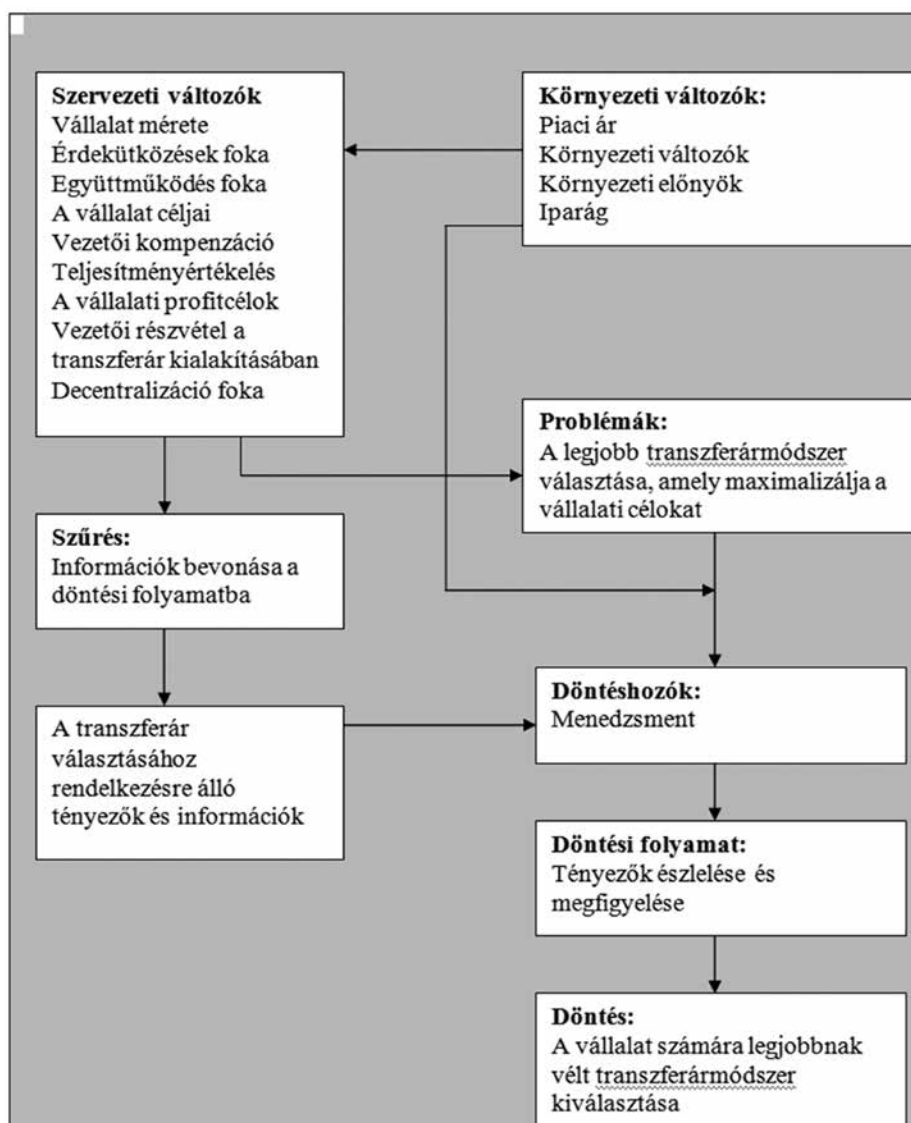 Szervezeti változók
Vállalat mérete
Érdekütközések foka
Együttműködés foka
A vállalat céljai
Vezetői kompenzáció
Teljesítményértékelés
A vállalati profitcélok
Vezetői részvétel a
transzferár kialakításában
Decentralizáció foka
Környezeti változók:
Piaci ár
Környezeti változók
Környezeti előnyök
Iparág
Problémák:
A legjobb transzferármódszer
választása, amely maximalizálja a
vállalati célokat
Szűrés:
Információk bevonása a
döntési folyamatba
A transzferár
választásához
rendelkezésre álló
tényezők és információk
Döntéshozók:
Menedzsment
Döntési folyamat:
Tényezők észlelése és
megfigyelése
Döntés:
A vállalat számára legjobbnak
vélt transzferármódszer
kiválasztása